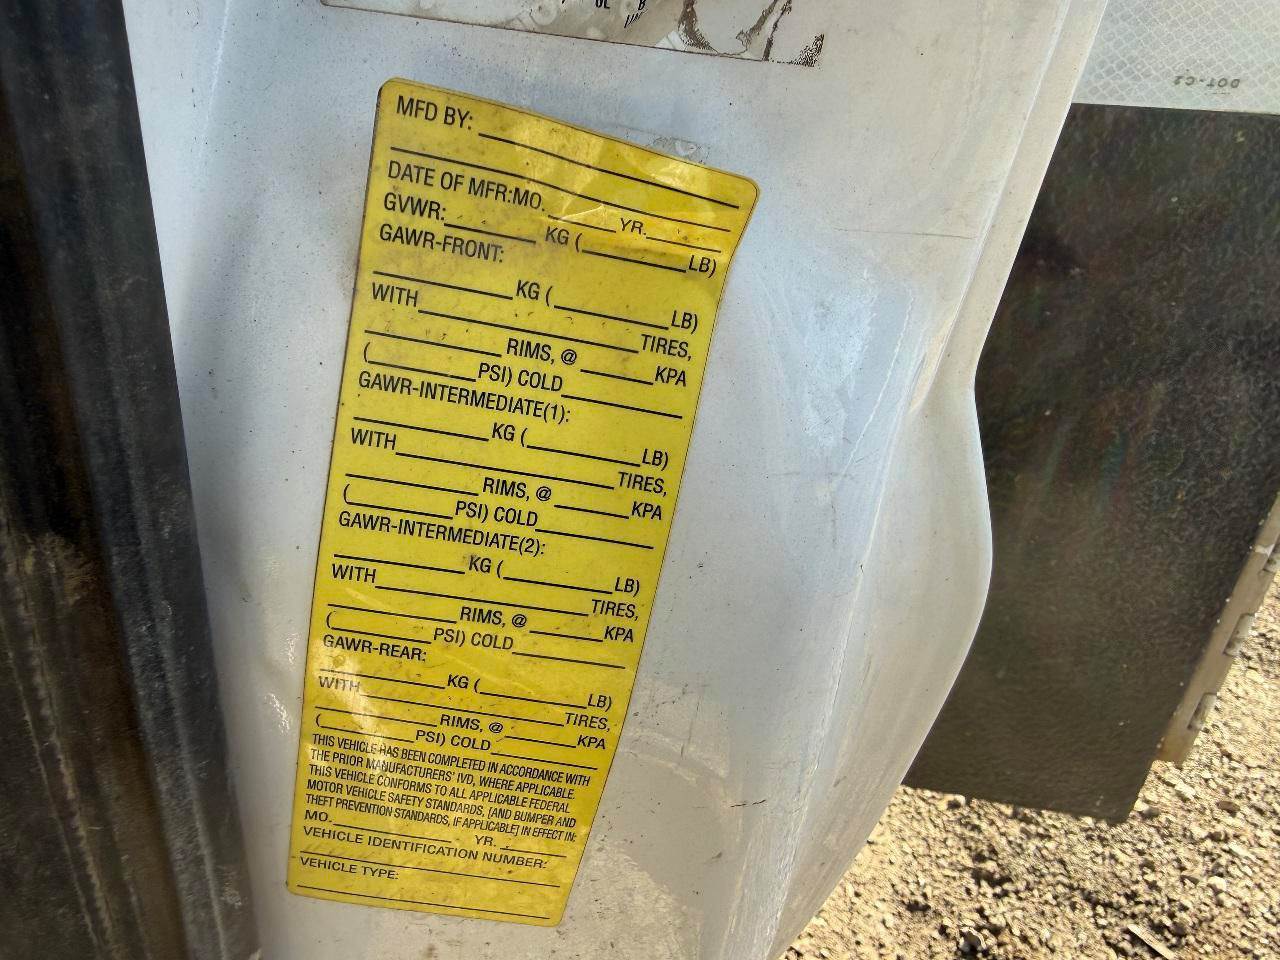 MFD BY:
DATE OF MFR:MO. YR.
GVWR: KG ( LB)
GAWR-FRONT:
KG ( LB)
WITH TIRES,
RIMS, @ KPA
( PSI) COLD
GAWR-INTERMEDIATE(1):
KG ( LB)
WITH TIRES,
RIMS, @ KPA
( PSI) COLD
GAWR-INTERMEDIATE(2):
KG ( LB)
WITH TIRES,
RIMS, @ KPA
( PSI) COLD
GAWR-REAR:
KG ( LB)
WITH TIRES,
RIMS, @ KPA
( PSI) COLD
THIS VEHICLE HAS BEEN COMPLETED IN ACCORDANCE WITH
THE PRIOR MANUFACTURERS' IVD, WHERE APPLICABLE.
THIS VEHICLE CONFORMS TO ALL APPLICABLE FEDERAL
MOTOR VEHICLE SAFETY STANDARDS, [AND BUMPER AND
THEFT PREVENTION STANDARDS, IF APPLICABLE] IN EFFECT IN:
MO. YR.
VEHICLE IDENTIFICATION NUMBER:
VEHICLE TYPE:
DOT-C2